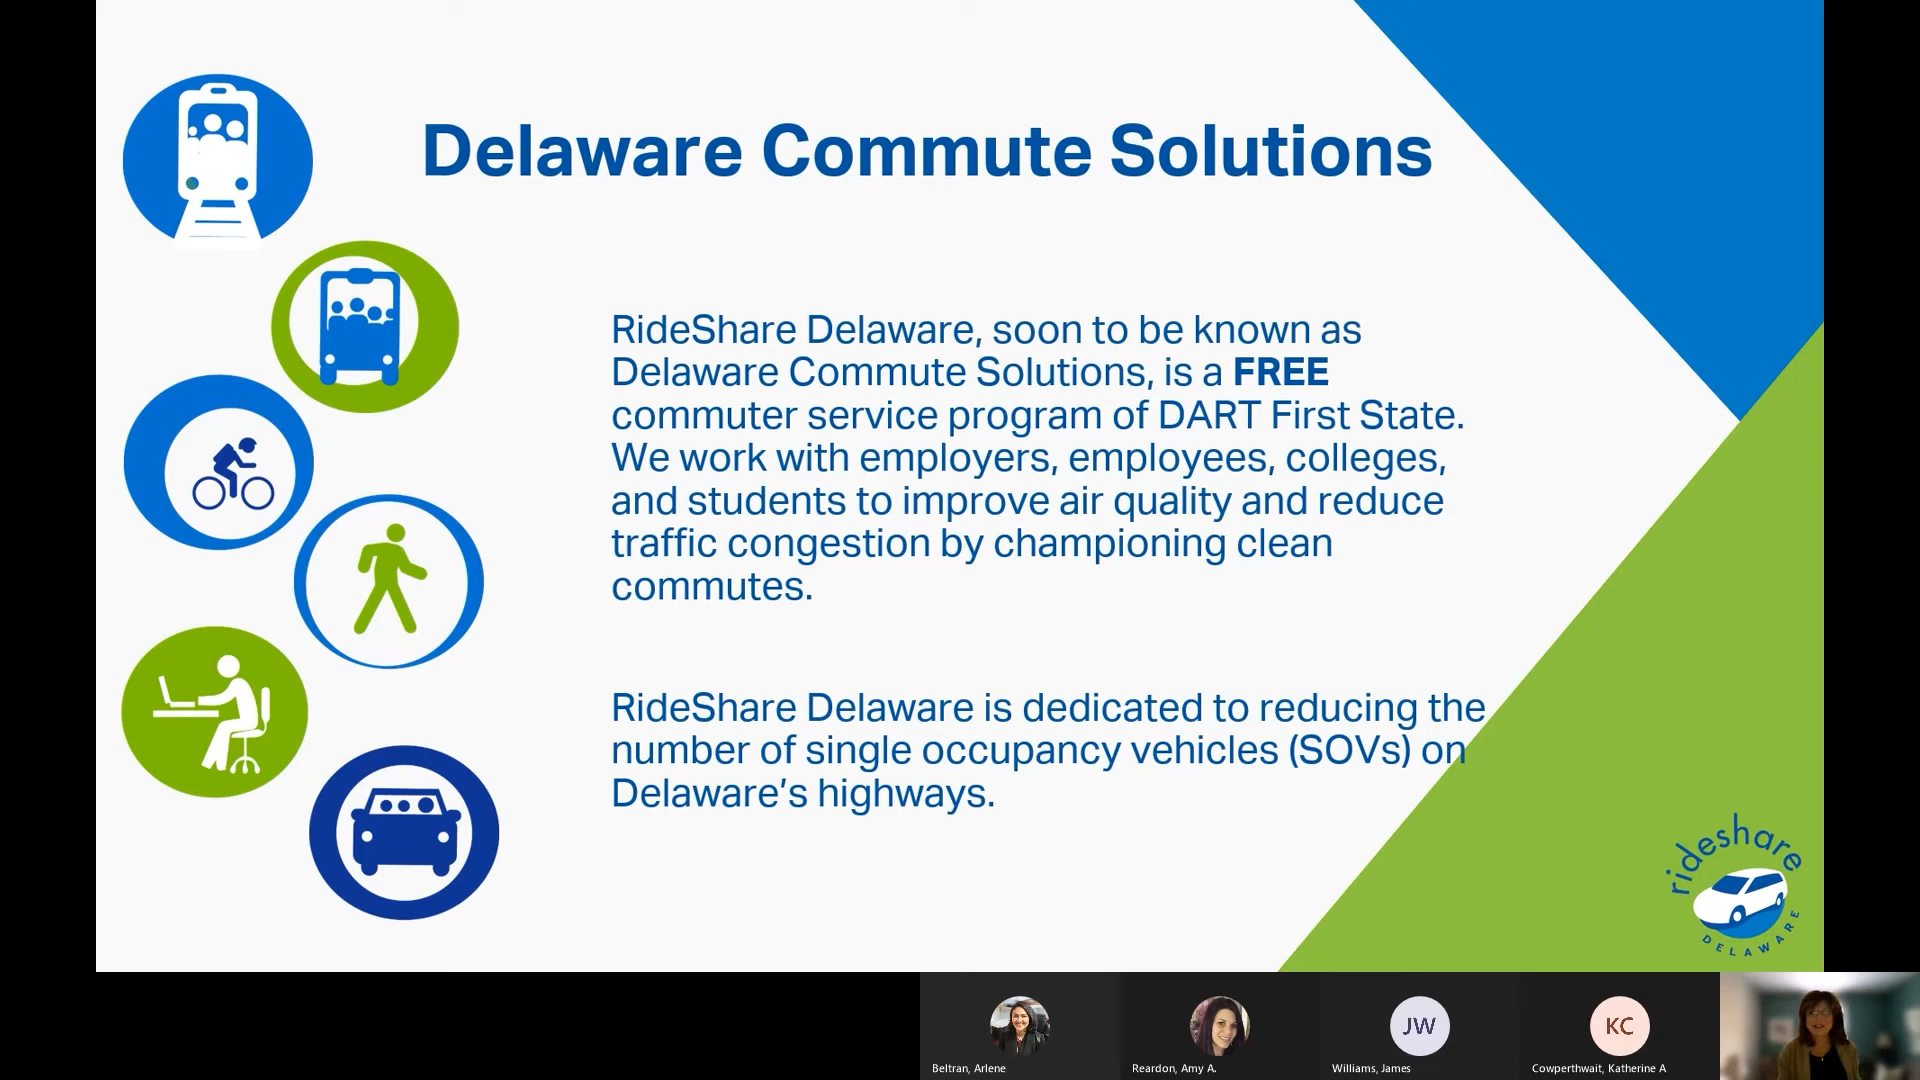 Delaware Commute Solutions
RideShare Delaware, soon to be known as
Delaware Commute Solutions, is a FREE
commuter service program of DART First State.
We work with employers, employees, colleges,
and students to improve air quality and reduce
traffic congestion by championing clean
commutes.
RideShare Delaware is dedicated to reducing the
number of single occupancy vehicles (SOVs) on
Delaware’s highways.
rideshare
DELAWARE
JW
KC
Beltran, Arlene
Reardon, Amy A.
Williams, James
Cowperthwait, Katherine A